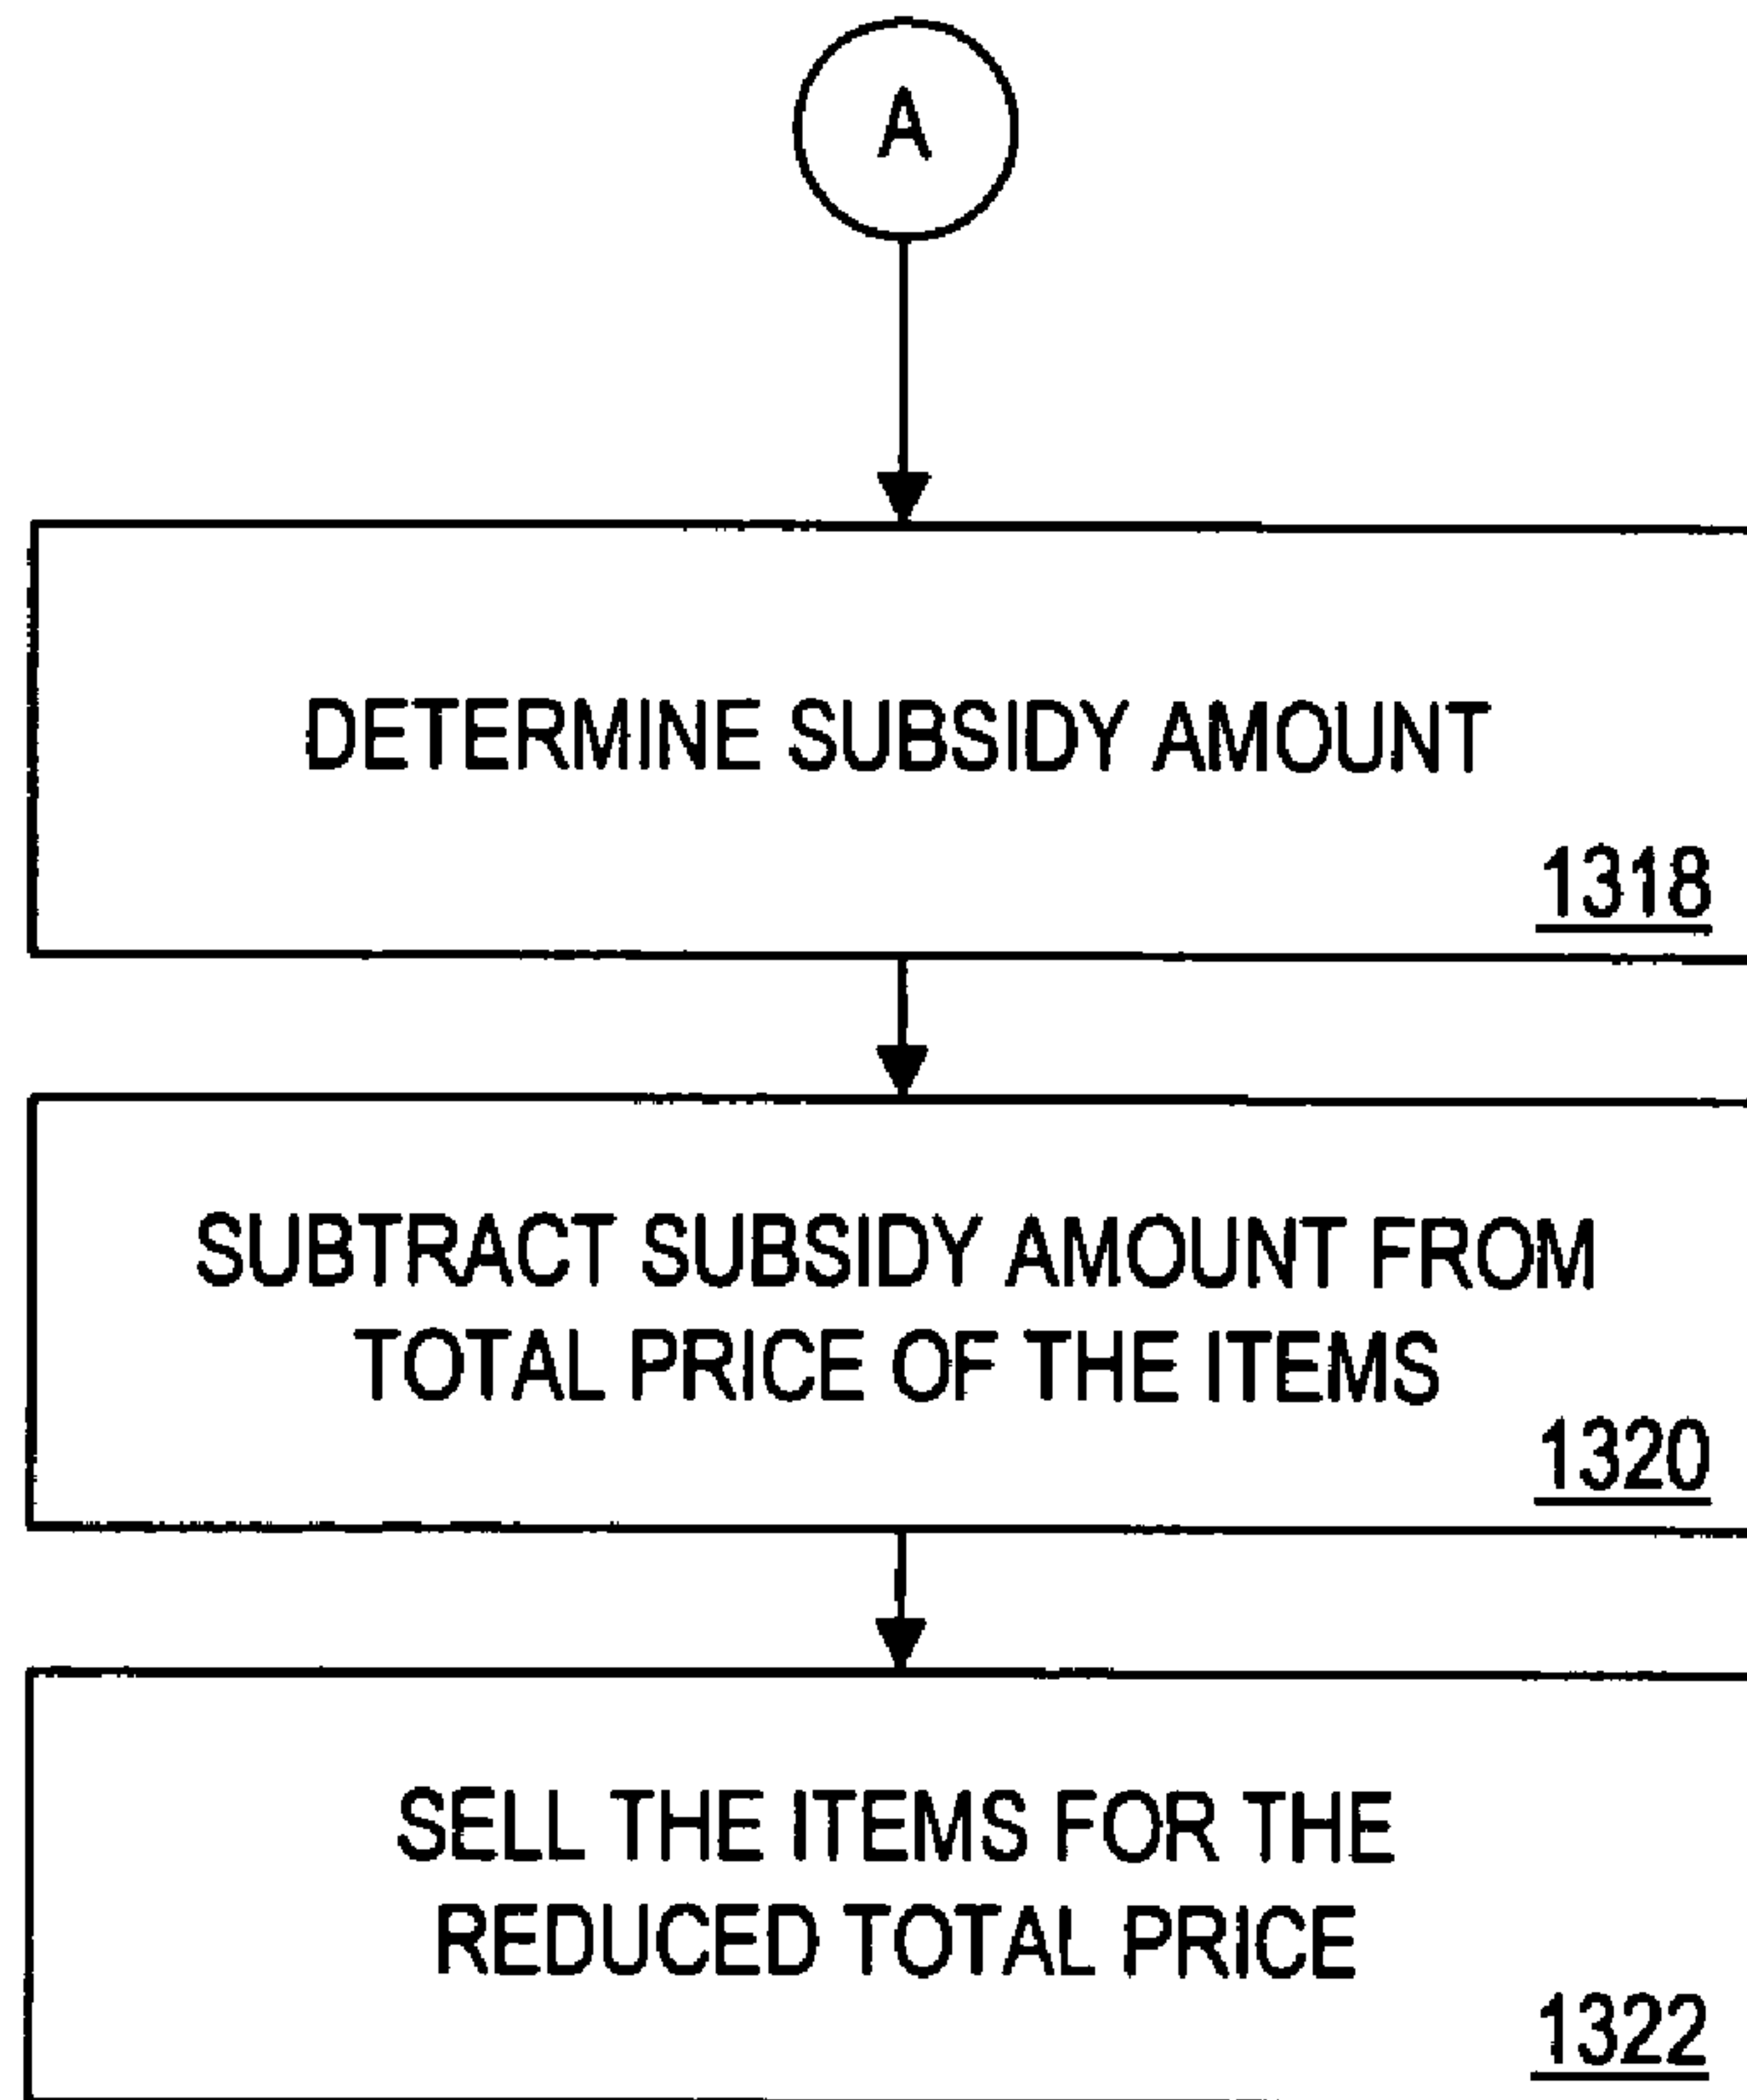 A
DETERMINE SUBSIDY AMOUNT
1318
SUBTRACT SUBSIDY AMOUNT FROM
TOTAL PRICE OF THE ITEMS
1320
SELL THE ITEMS FOR THE
REDUCED TOTAL PRICE
1322